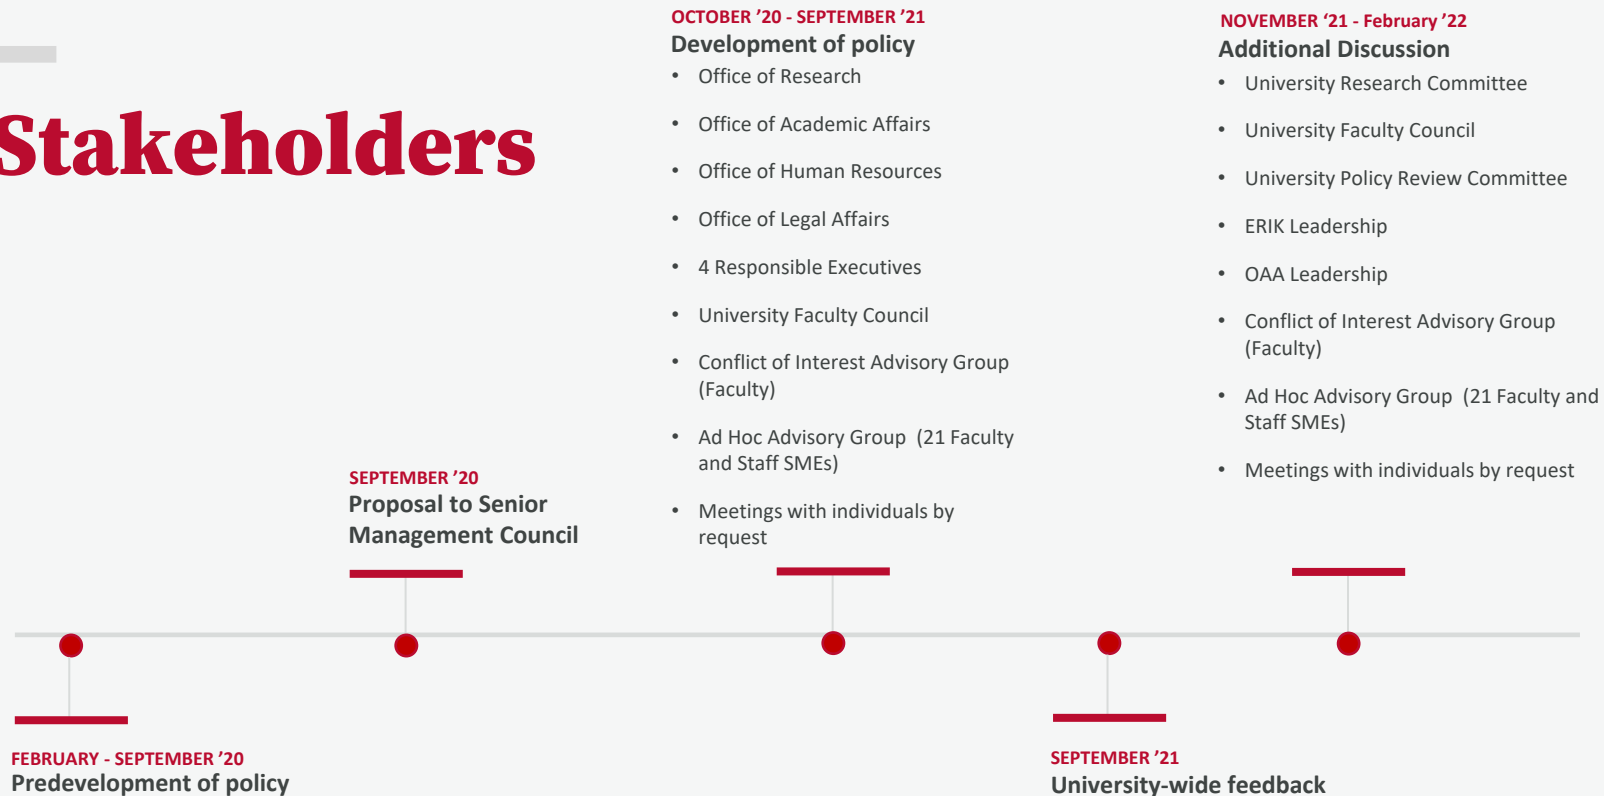 Stakeholders
OCTOBER ’20 - SEPTEMBER ’21
Development of policy
• Office of Research
• Office of Academic Affairs
• Office of Human Resources
• Office of Legal Affairs
• 4 Responsible Executives
• University Faculty Council
• Conflict of Interest Advisory Group
(Faculty)
• Ad Hoc Advisory Group (21 Faculty
and Staff SMEs)
• Meetings with individuals by
request
NOVEMBER ‘21 - February ’22
Additional Discussion
• University Research Committee
• University Faculty Council
• University Policy Review Committee
• ERIK Leadership
• OAA Leadership
• Conflict of Interest Advisory Group
(Faculty)
• Ad Hoc Advisory Group (21 Faculty and
Staff SMEs)
• Meetings with individuals by request
SEPTEMBER ’20
Proposal to Senior
Management Council
FEBRUARY - SEPTEMBER ’20
Predevelopment of policy
SEPTEMBER ’21
University-wide feedback